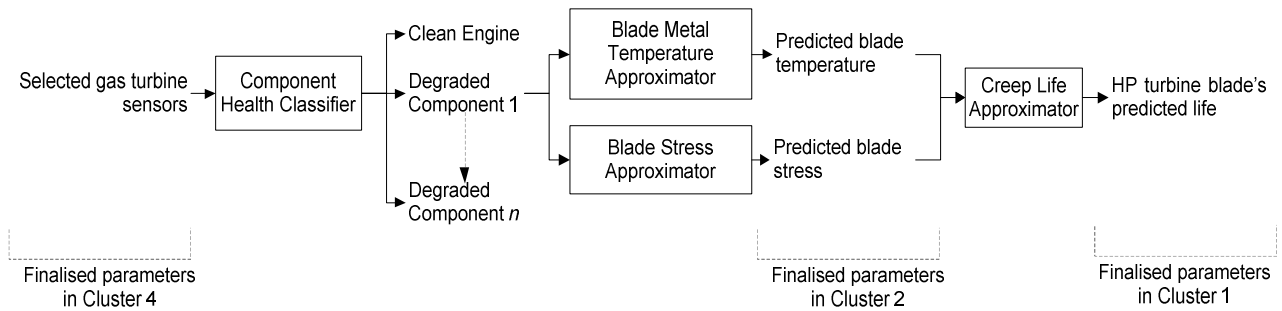 Selected gas turbine
sensors
Component
Health Classifier
Clean Engine
Degraded
Component 1
Degraded
Component n
Blade Metal
Temperature
Approximator
Blade Stress
Approximator
Predicted blade
temperature
Predicted blade
stress
Creep Life
Approximator
HP turbine blade's
predicted life
Finalised parameters
in Cluster 4
Finalised parameters
in Cluster 2
Finalised parameters
in Cluster 1